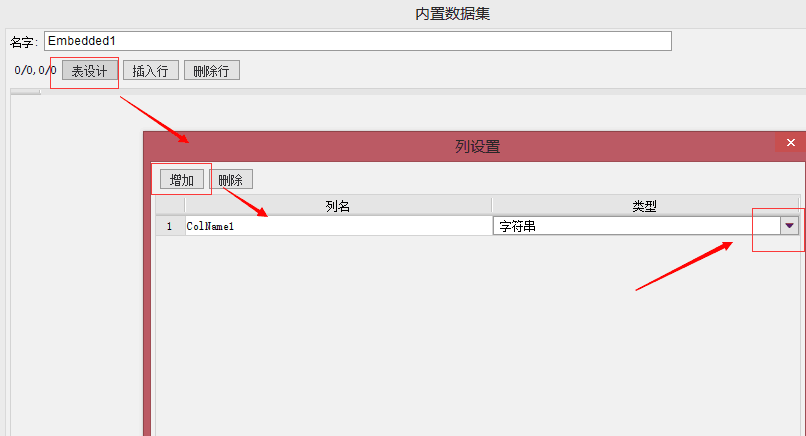 内置数据集
名字: Embedded1
0/0,0/0 表设计 插入行 删除行
列设置
增加 删除
列名 类型
1 ColName1 字符串